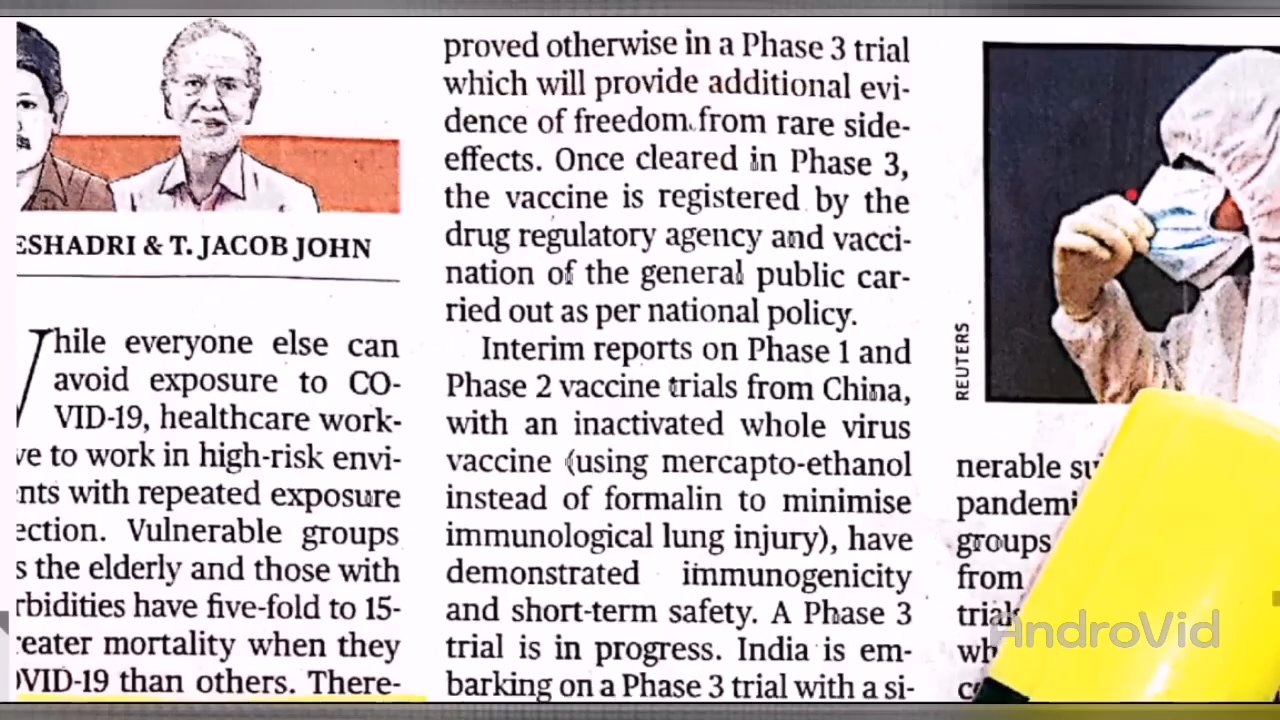 ESHADRI & T. JACOB JOHN
hile everyone else can
avoid exposure to CO-
VID-19, healthcare work-
ve to work in high-risk envi-
nts with repeated exposure
ection. Vulnerable groups
s the elderly and those with
rbidities have five-fold to 15-
reater mortality when they
VID-19 than others. There-
proved otherwise in a Phase 3 trial
which will provide additional evi-
dence of freedom from rare side-
effects. Once cleared in Phase 3,
the vaccine is registered by the
drug regulatory agency and vacci-
nation of the general public car-
ried out as per national policy.
Interim reports on Phase 1 and
Phase 2 vaccine trials from China,
with an inactivated whole virus
vaccine (using mercapto-ethanol
instead of formalin to minimise
immunological lung injury), have
demonstrated immunogenicity
and short-term safety. A Phase 3
trial is in progress. India is em-
barking on a Phase 3 trial with a si-
REUTERS
nerable su
pandemi
groups
from
trials
wh
AndroVid